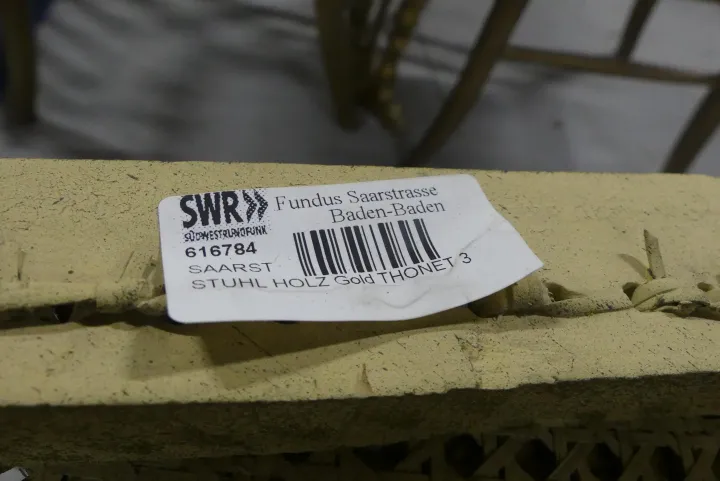 SWR Fundus Saarstrasse
SÜDWESTRUNDFUNK Baden-Baden
616784
SAARST
STUHL HOLZ Gold THONET 3